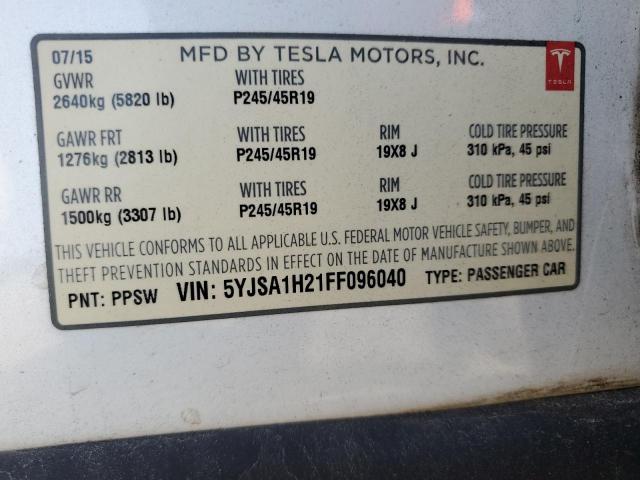 07/15 MFD BY TESLA MOTORS, INC. TESLA
GVWR WITH TIRES
2640kg (5820 lb) P245/45R19
GAWR FRT WITH TIRES RIM COLD TIRE PRESSURE
1276kg (2813 lb) P245/45R19 19X8 J 310 kPa, 45 psi
GAWR RR WITH TIRES RIM COLD TIRE PRESSURE
1500kg (3307 lb) P245/45R19 19X8 J 310 kPa, 45 psi
THIS VEHICLE CONFORMS TO ALL APPLICABLE U.S. FEDERAL MOTOR VEHICLE SAFETY, BUMPER, AND
THEFT PREVENTION STANDARDS IN EFFECT ON THE DATE OF MANUFACTURE SHOWN ABOVE.
PNT: PPSW VIN: 5YJSA1H21FF096040 TYPE: PASSENGER CAR